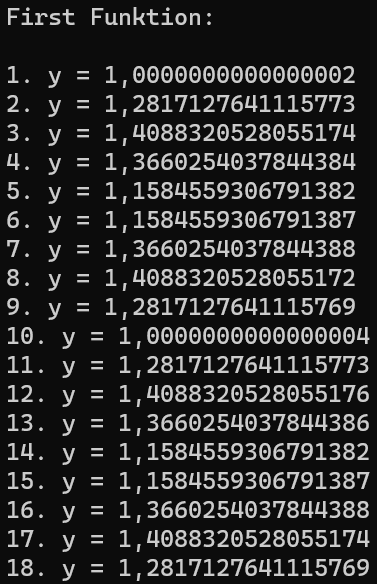 First Funktion:
1. y = 1,0000000000000002
2. y = 1,2817127641115773
3. y = 1,4088320528055174
4. y = 1,3660254037844384
5. y = 1,1584559306791382
6. y = 1,1584559306791387
7. y = 1,3660254037844388
8. y = 1,4088320528055172
9. y = 1,2817127641115769
10. y = 1,0000000000000004
11. y = 1,2817127641115773
12. y = 1,4088320528055176
13. y = 1,3660254037844386
14. y = 1,1584559306791382
15. y = 1,1584559306791387
16. y = 1,3660254037844388
17. y = 1,4088320528055174
18. y = 1,2817127641115769